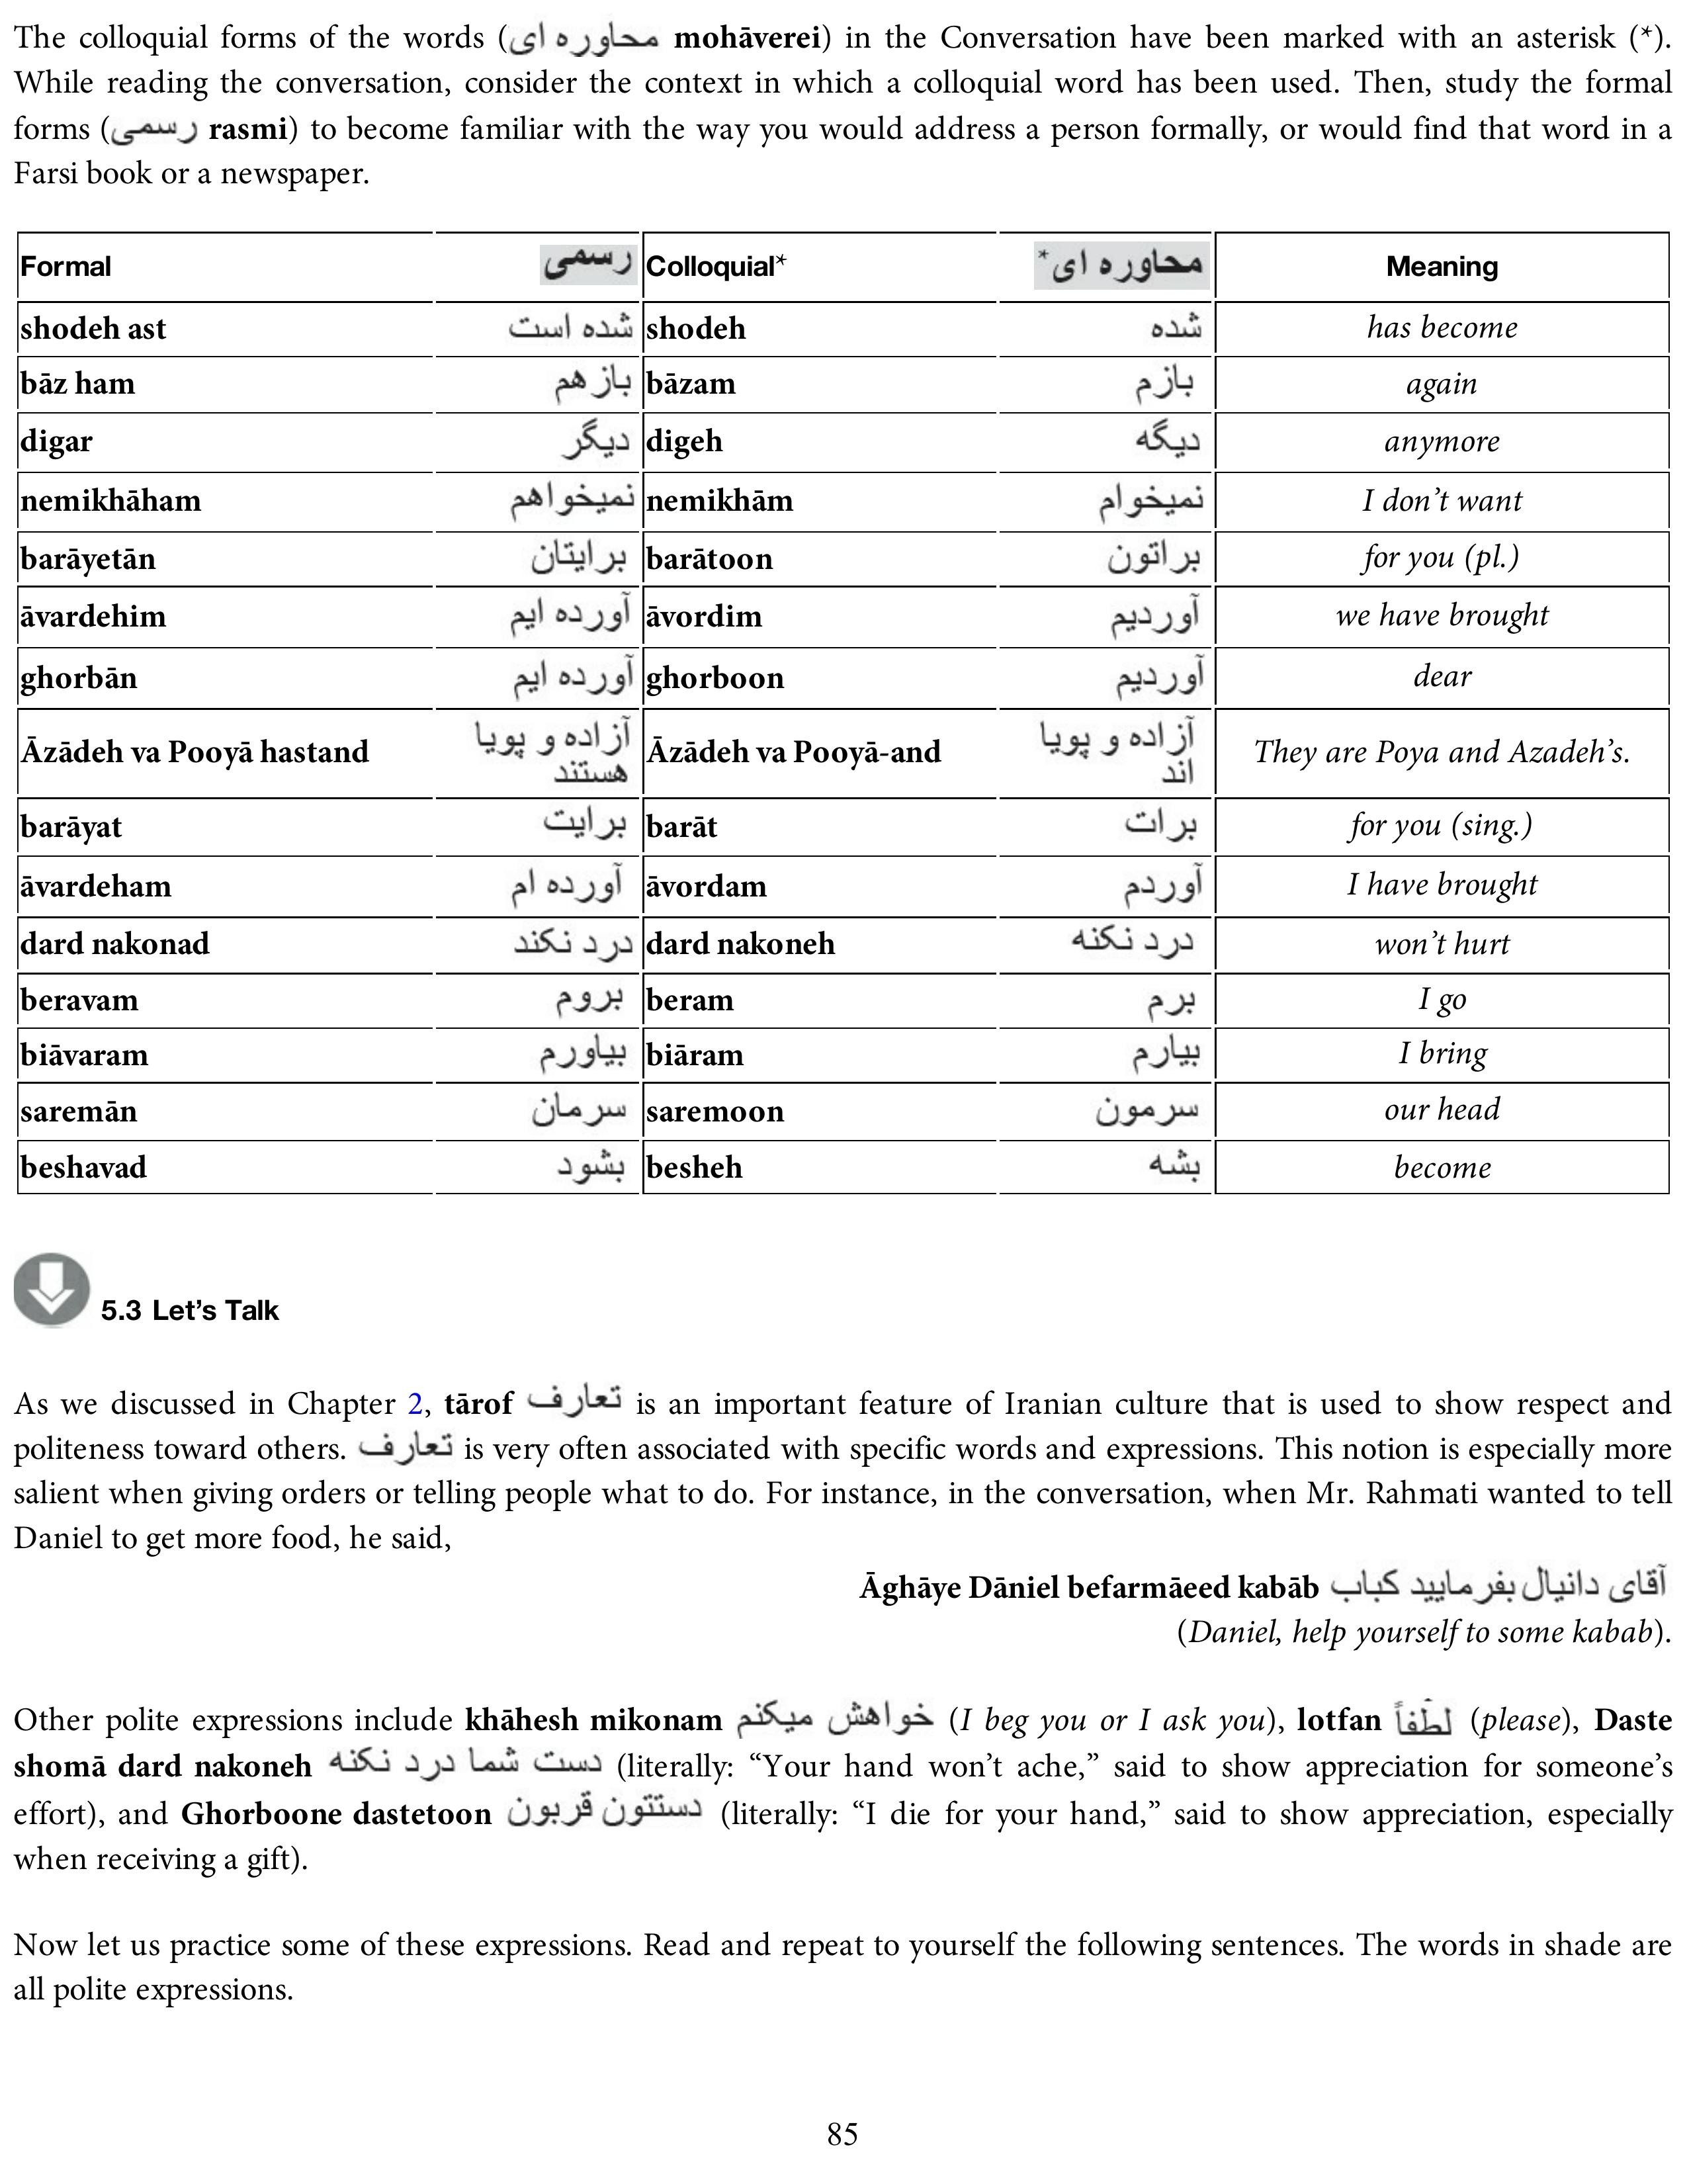 The colloquial forms of the words (محاوره ای mohāverei) in the Conversation have been marked with an asterisk (*).
While reading the conversation, consider the context in which a colloquial word has been used. Then, study the formal
forms (رسمی rasmi) to become familiar with the way you would address a person formally, or would find that word in a
Farsi book or a newspaper.
Formal رسمی Colloquial* محاوره ای* Meaning
shodeh ast شده است shodeh شده has become
bāz ham باز هم bāzam بازم again
digar دیگر digeh دیگه anymore
nemikhāham نمیخواهم nemikhām نمیخوام I don’t want
barāyetān برایتان barātoon براتون for you (pl.)
āvardehim آورده ایم āvordim آوردیم we have brought
ghorbān آورده ایم ghorboon آوردیم dear
Āzādeh va Pooyā hastand آزاده و پویا هستند Āzādeh va Pooyā-and آزاده و پویا اند They are Poya and Azadeh’s.
barāyat برایت barāt برات for you (sing.)
āvardeham آورده ام āvordam آوردم I have brought
dard nakonad درد نکند dard nakoneh درد نکنه won’t hurt
beravam بروم beram برم I go
biāvaram بیاورم biāram بیارم I bring
saremān سرمان saremoon سرمون our head
beshavad بشود besheh بشه become
5.3 Let’s Talk
As we discussed in Chapter 2, tārof تعارف is an important feature of Iranian culture that is used to show respect and
politeness toward others. تعارف is very often associated with specific words and expressions. This notion is especially more
salient when giving orders or telling people what to do. For instance, in the conversation, when Mr. Rahmati wanted to tell
Daniel to get more food, he said,
Āghāye Dāniel befarmāeed kabāb آقای دانیال بفرمایید کباب
(Daniel, help yourself to some kabab).
Other polite expressions include khāhesh mikonam خواهش میکنم (I beg you or I ask you), lotfan لطفاً (please), Daste
shomā dard nakoneh دست شما درد نکنه (literally: “Your hand won’t ache,” said to show appreciation for someone’s
effort), and Ghorboone dastetoon دستتون قربون (literally: “I die for your hand,” said to show appreciation, especially
when receiving a gift).
Now let us practice some of these expressions. Read and repeat to yourself the following sentences. The words in shade are
all polite expressions.
85